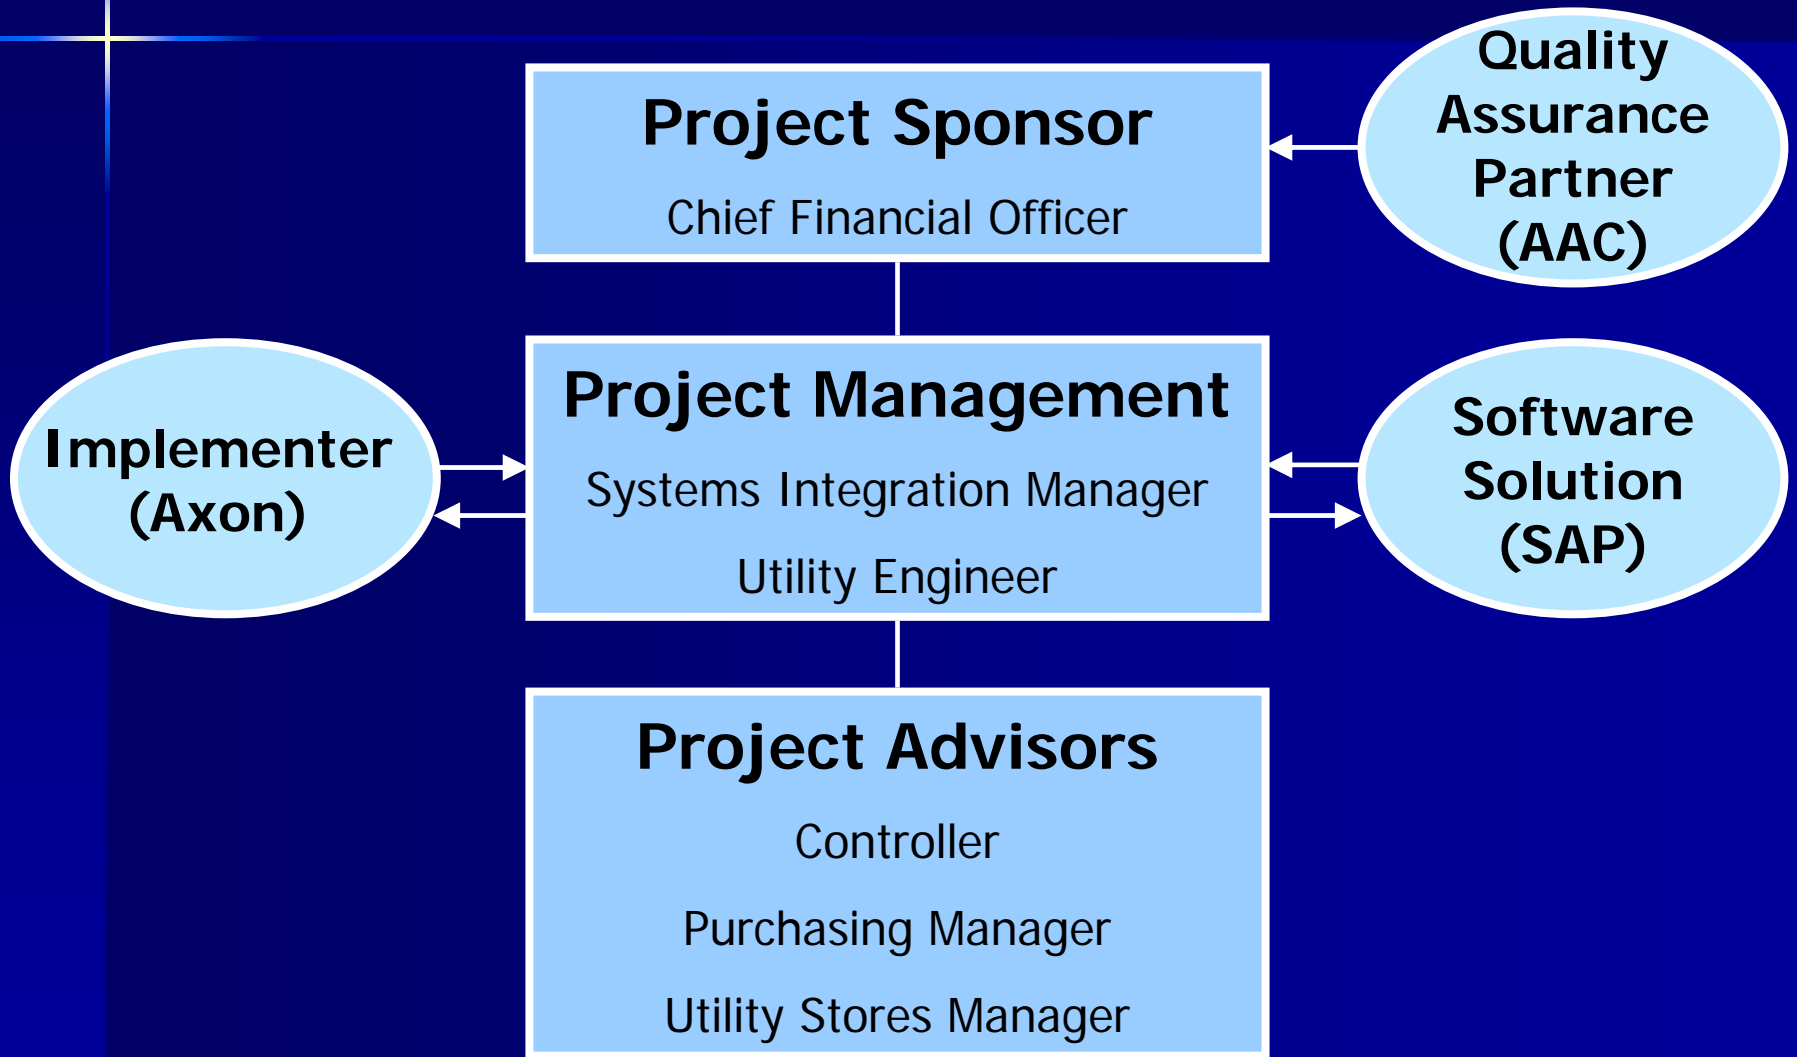 Quality
Assurance
Partner
(AAC)
Project Sponsor
Chief Financial Officer
Implementer
(Axon)
Project Management
Systems Integration Manager
Utility Engineer
Software
Solution
(SAP)
Project Advisors
Controller
Purchasing Manager
Utility Stores Manager